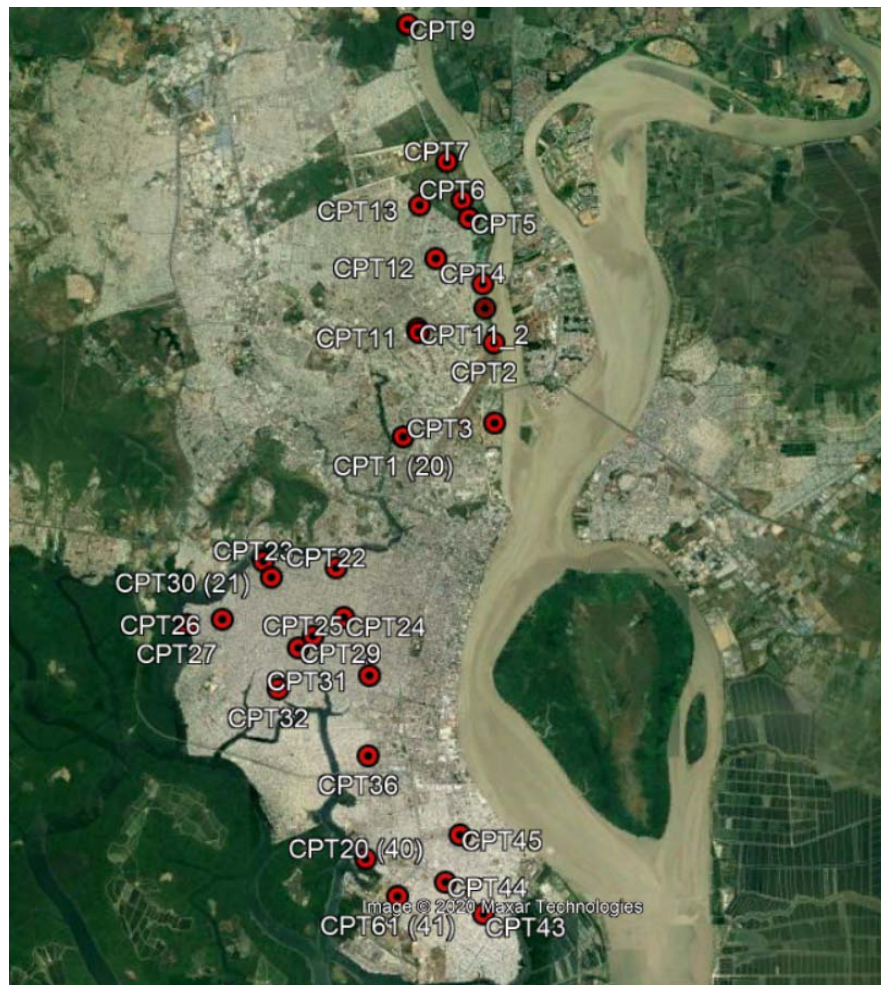 CPT9
CPT7
CPT6
CPT13
CPT5
CPT12
CPT4
CPT11
CPT11_2
CPT2
CPT3
CPT1 (20)
CPT23
CPT22
CPT30 (21)
CPT26
CPT25
CPT24
CPT27
CPT29
CPT31
CPT32
CPT36
CPT45
CPT20 (40)
CPT44
Image © 2020 Maxar Technologies
CPT61 (41)
CPT43